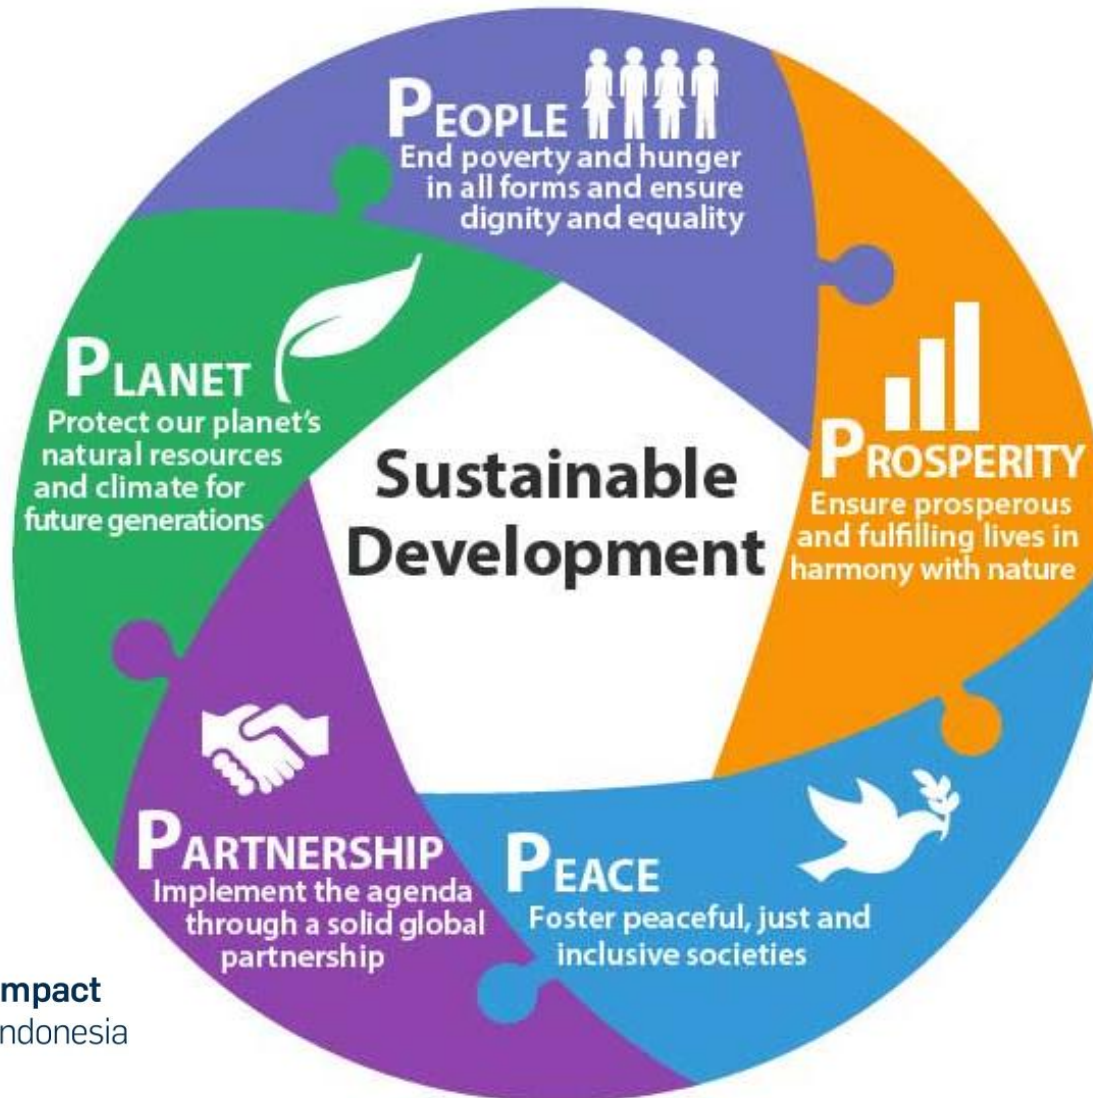 PEOPLE
End poverty and hunger
in all forms and ensure
dignity and equality
PROSPERITY
Ensure prosperous
and fulfilling lives in
harmony with nature
PEACE
Foster peaceful, just and
inclusive societies
PARTNERSHIP
Implement the agenda
through a solid global
partnership
PLANET
Protect our planet's
natural resources
and climate for
future generations
Sustainable
Development
mpact
ndonesia